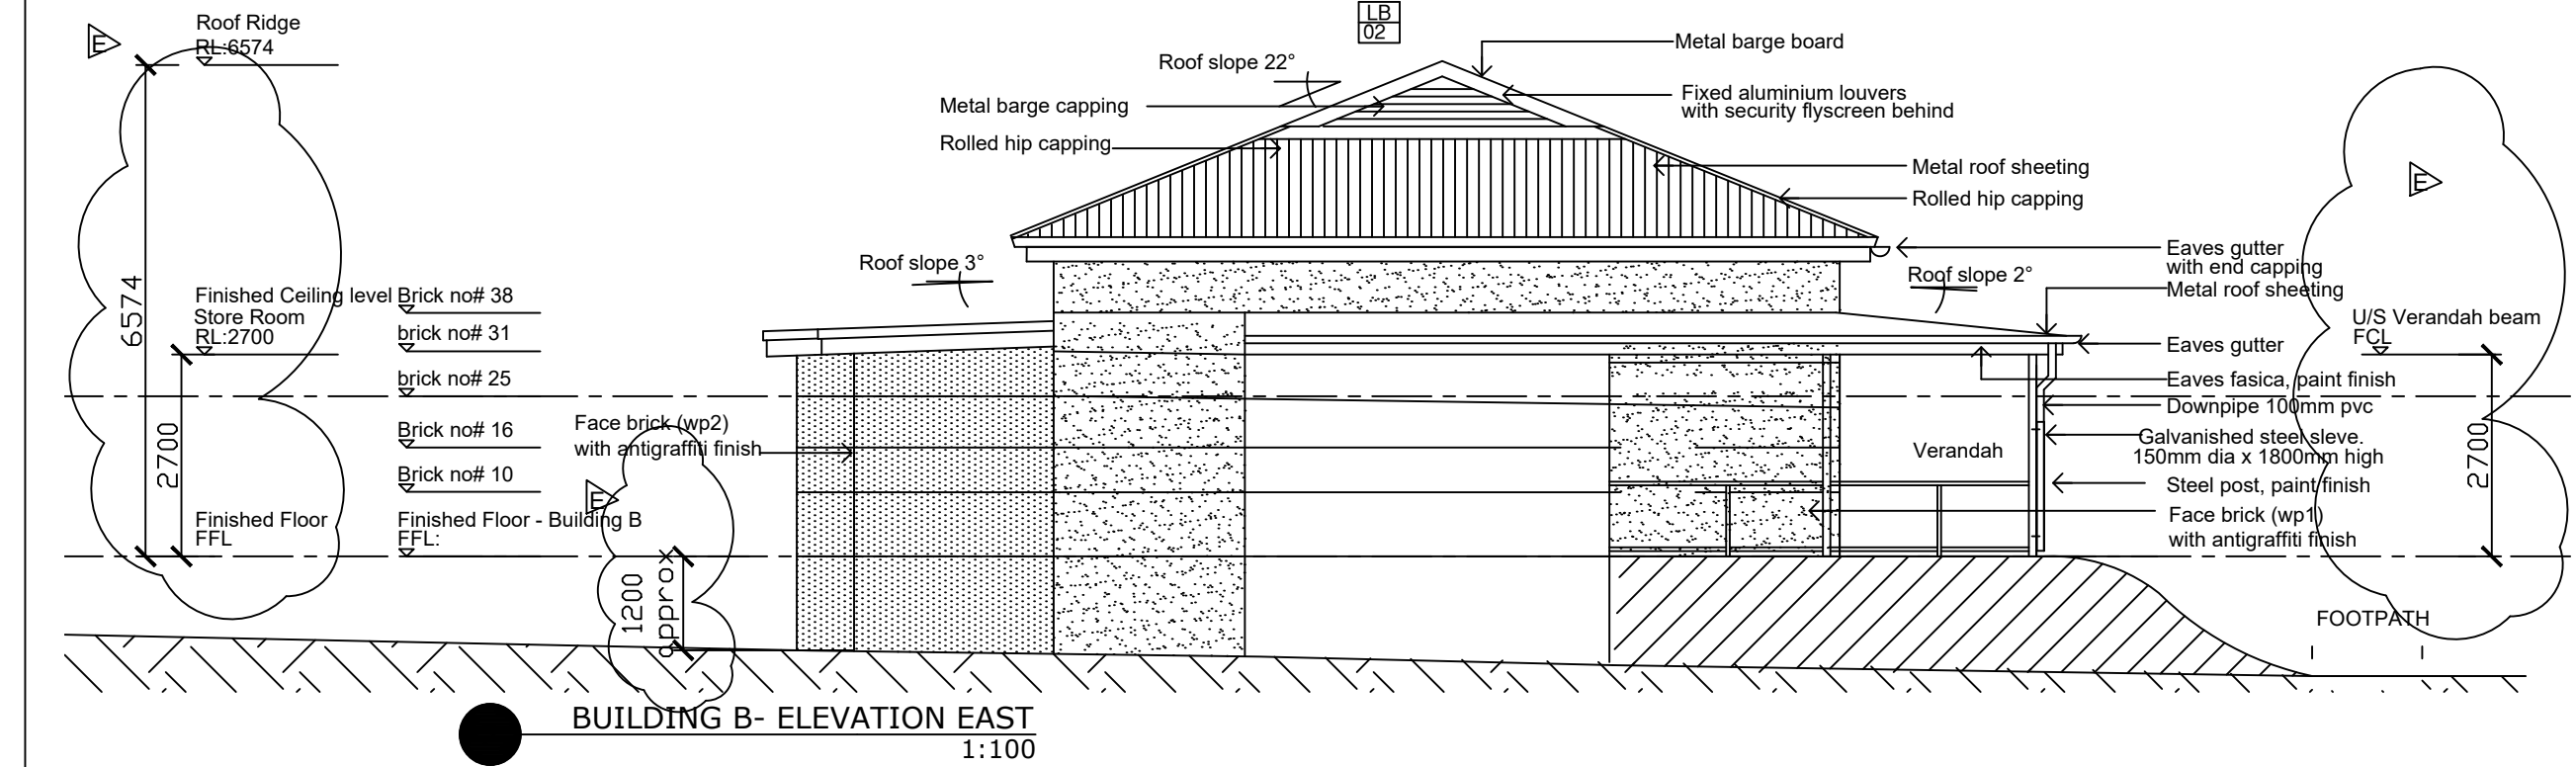 LB
02
E
Roof Ridge
RL:6574
Roof slope 22°
Metal barge board
Metal barge capping
Fixed aluminium louvers
with security flyscreen behind
Rolled hip capping
Metal roof sheeting
Rolled hip capping
E
Roof slope 3°
Roof slope 2°
Eaves gutter
with end capping
Metal roof sheeting
6574
Finished Ceiling level
Store Room
RL:2700
Brick no# 38
brick no# 31
brick no# 25
Brick no# 16
Brick no# 10
U/S Verandah beam
FCL
Eaves gutter
Eaves fasica, paint finish
Downpipe 100mm pvc
Galvanished steel sleve.
150mm dia x 1800mm high
Steel post, paint finish
Face brick (wp1)
with antigraffiti finish
Face brick (wp2)
with antigraffiti finish
Verandah
2700
2700
E
Finished Floor
FFL
Finished Floor - Building B
FFL:
1200
approx
FOOTPATH
BUILDING B- ELEVATION EAST
1:100